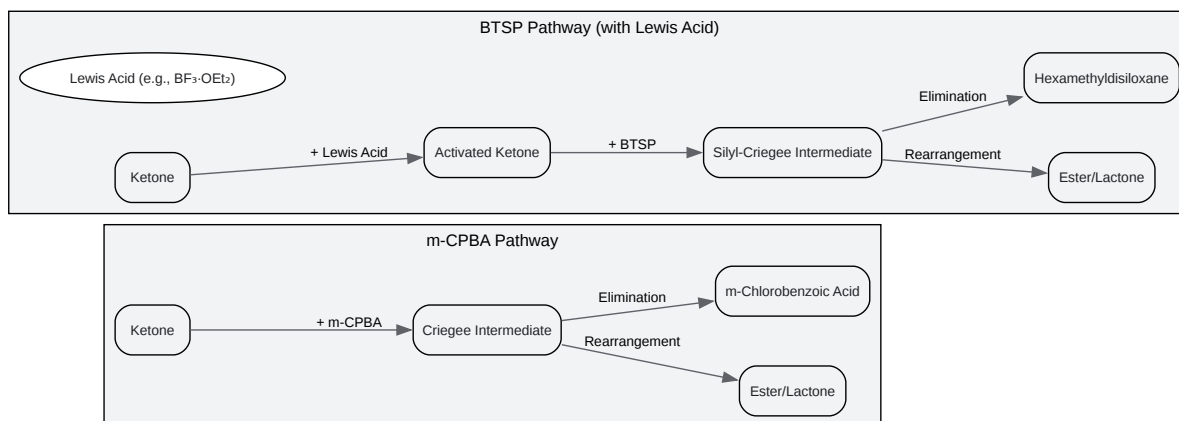 BTSP Pathway (with Lewis Acid)
Lewis Acid (e.g., BF₃·OEt₂)
Hexamethyldisiloxane
Elimination
+ Lewis Acid
Activated Ketone
+ BTSP
Silyl-Criegee Intermediate
Rearrangement
Ketone
Ester/Lactone
m-CPBA Pathway
m-Chlorobenzoic Acid
Elimination
Ketone
+ m-CPBA
Criegee Intermediate
Rearrangement
Ester/Lactone